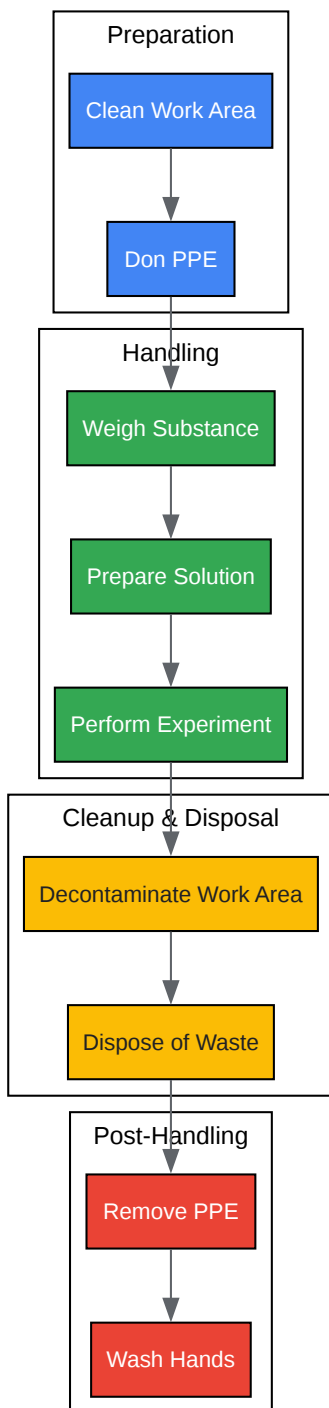 Preparation
Clean Work Area
Don PPE
Handling
Weigh Substance
Prepare Solution
Perform Experiment
Cleanup & Disposal
Decontaminate Work Area
Dispose of Waste
Post-Handling
Remove PPE
Wash Hands